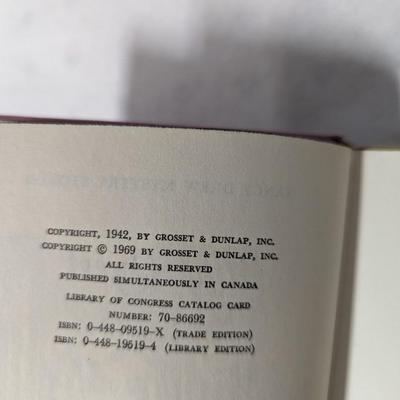 COPYRIGHT, 1942, BY GROSSET & DUNLAP, INC.
COPYRIGHT © 1969 BY GROSSET & DUNLAP, INC.
ALL RIGHTS RESERVED
PUBLISHED SIMULTANEOUSLY IN CANADA
LIBRARY OF CONGRESS CATALOG CARD
NUMBER: 70-86692
ISBN: 0-448-09519-X (TRADE EDITION)
ISBN: 0-448-19519-4 (LIBRARY EDITION)